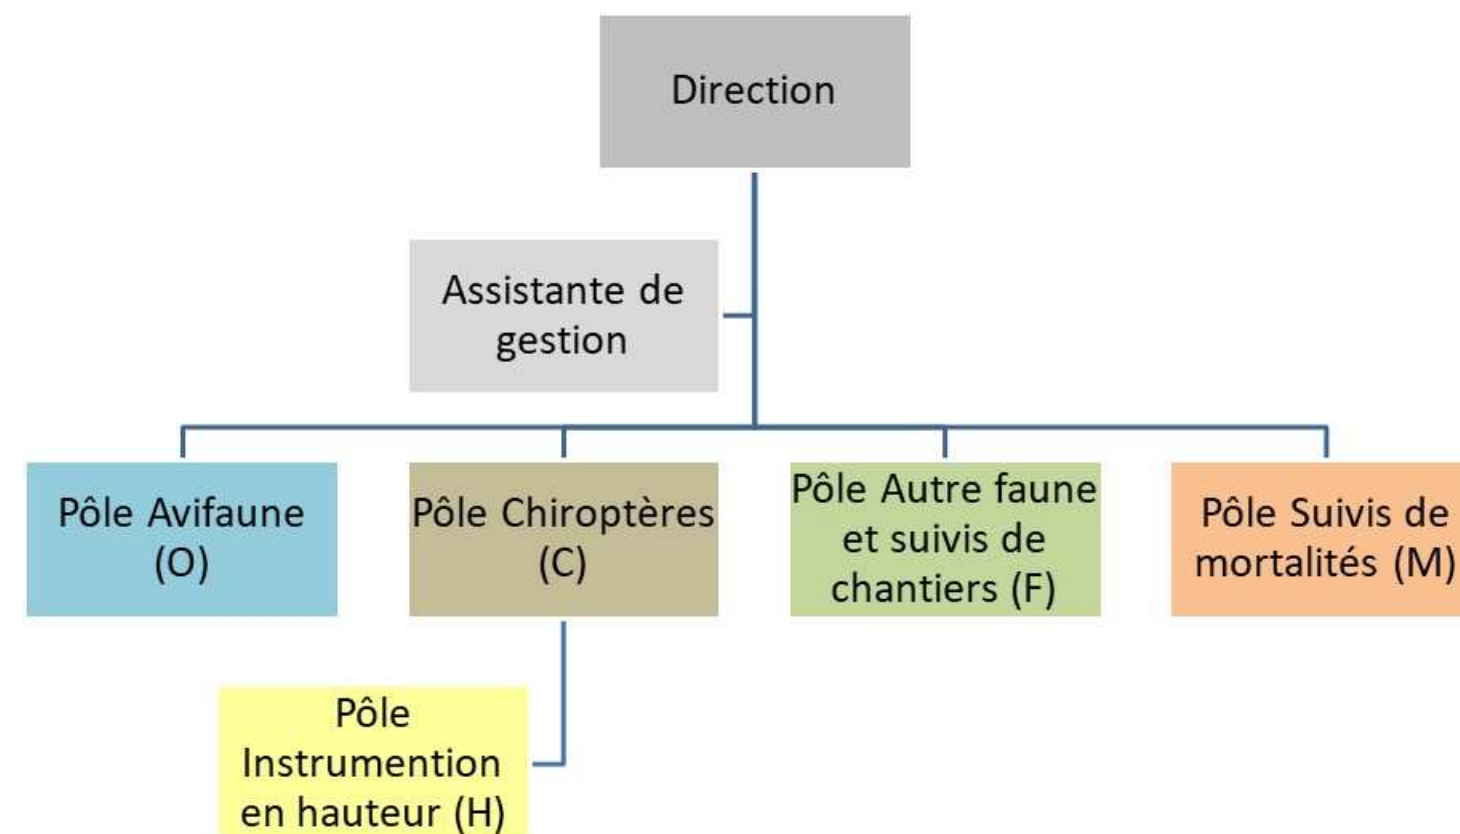 Direction
Assistante de
gestion
Pôle Avifaune
(O)
Pôle Chiroptères
(C)
Pôle Autre faune
et suivis de
chantiers (F)
Pôle Suivis de
mortalités (M)
Pôle
Instrumention
en hauteur (H)